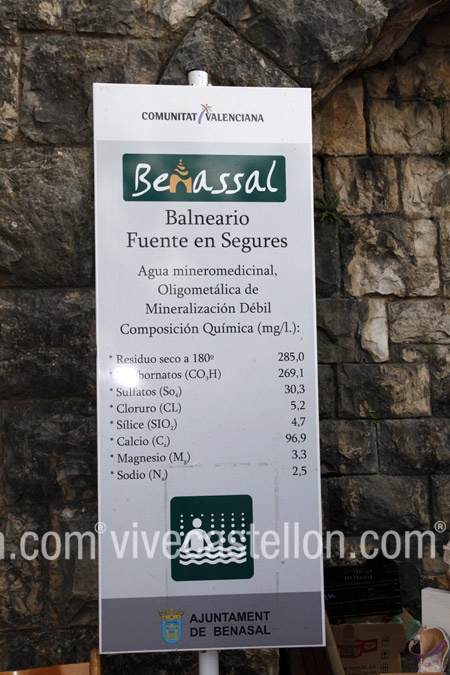 COMUNITAT VALENCIANA
Benassal
Balneario
Fuente en Segures
Agua mineromedicinal,
Oligometálica de
Mineralización Débil
Composición Química (mg/l.):
* Residuo seco a 180º 285,0
(CO₃H) 269,1
* Sulfatos (So₄) 30,3
* Cloruro (CL) 5,2
* Sílice (SIO₂) 4,7
* Calcio (Cₐ) 96,9
* Magnesio (M_g) 3,3
* Sodio (Nₐ) 2,5
n.com® vivecastellon.com®
AJUNTAMENT
DE BENASAL